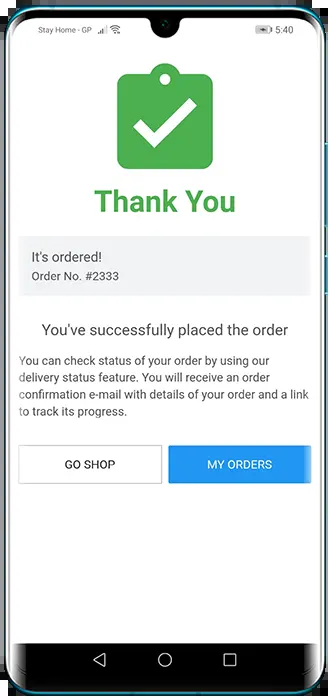 Stay Home - GP 5:40
Thank You
It's ordered!
Order No. #2333
You've successfully placed the order
You can check status of your order by using our
delivery status feature. You will receive an order
confirmation e-mail with details of your order and a link
to track its progress.
GO SHOP MY ORDERS